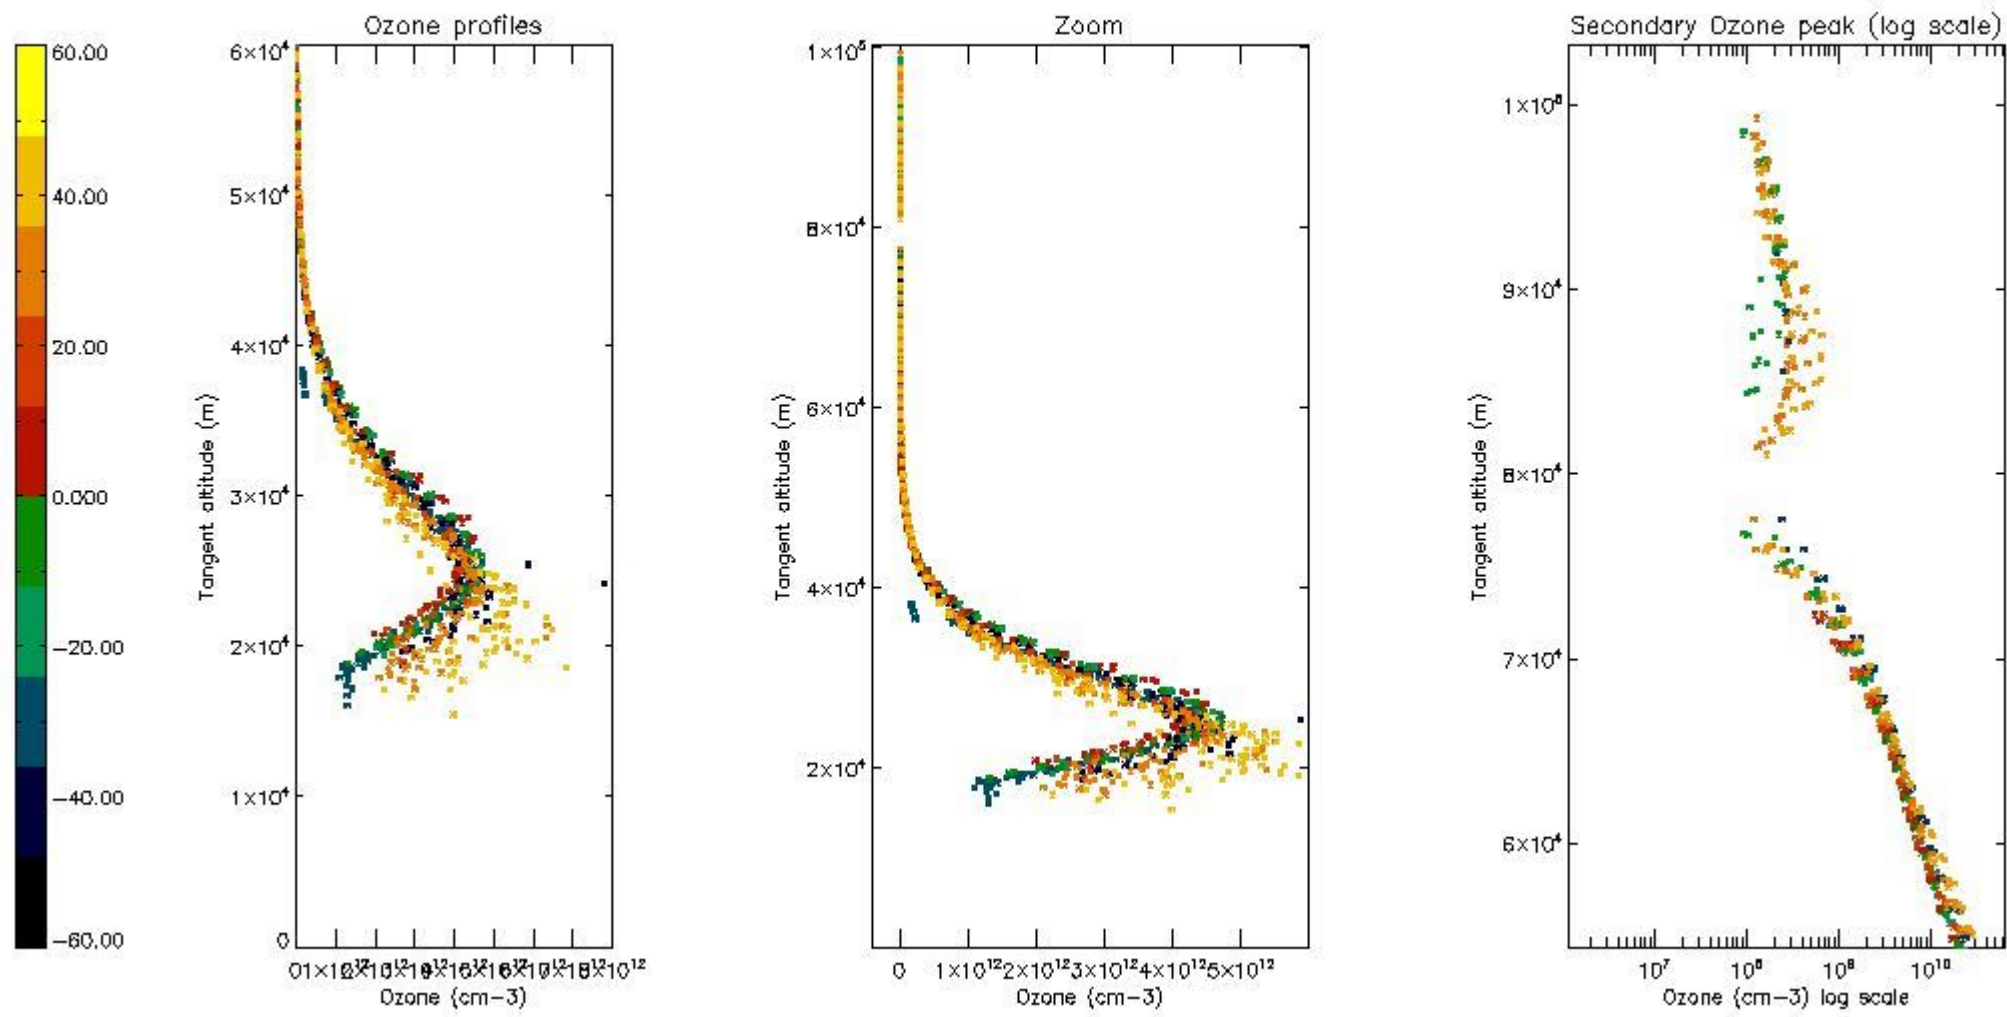 Ozone profiles
Zoom
Secondary Ozone peak (log scale)
60.00
40.00
20.00
0.000
-20.00
-40.00
-60.00
6×10⁴
5×10⁴
4×10⁴
3×10⁴
2×10⁴
1×10⁴
0
Tangent altitude (m)
Ozone (cm-3)
1×10⁵
8×10⁴
6×10⁴
4×10⁴
2×10⁴
Tangent altitude (m)
0 1×10¹² 2×10¹² 3×10¹² 4×10¹² 5×10¹²
Ozone (cm-3)
9×10⁴
8×10⁴
7×10⁴
6×10⁴
Tangent altitude (m)
10⁷ 10⁸ 10⁹ 10¹⁰
Ozone (cm-3) log scale